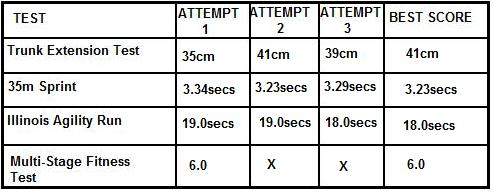 TEST ATTEMPT 1 ATTEMPT 2 ATTEMPT 3 BEST SCORE
Trunk Extension Test 35cm 41cm 39cm 41cm
35m Sprint 3.34secs 3.23secs 3.29secs 3.23secs
Illinois Agility Run 19.0secs 19.0secs 18.0secs 18.0secs
Multi-Stage Fitness Test 6.0 X X 6.0